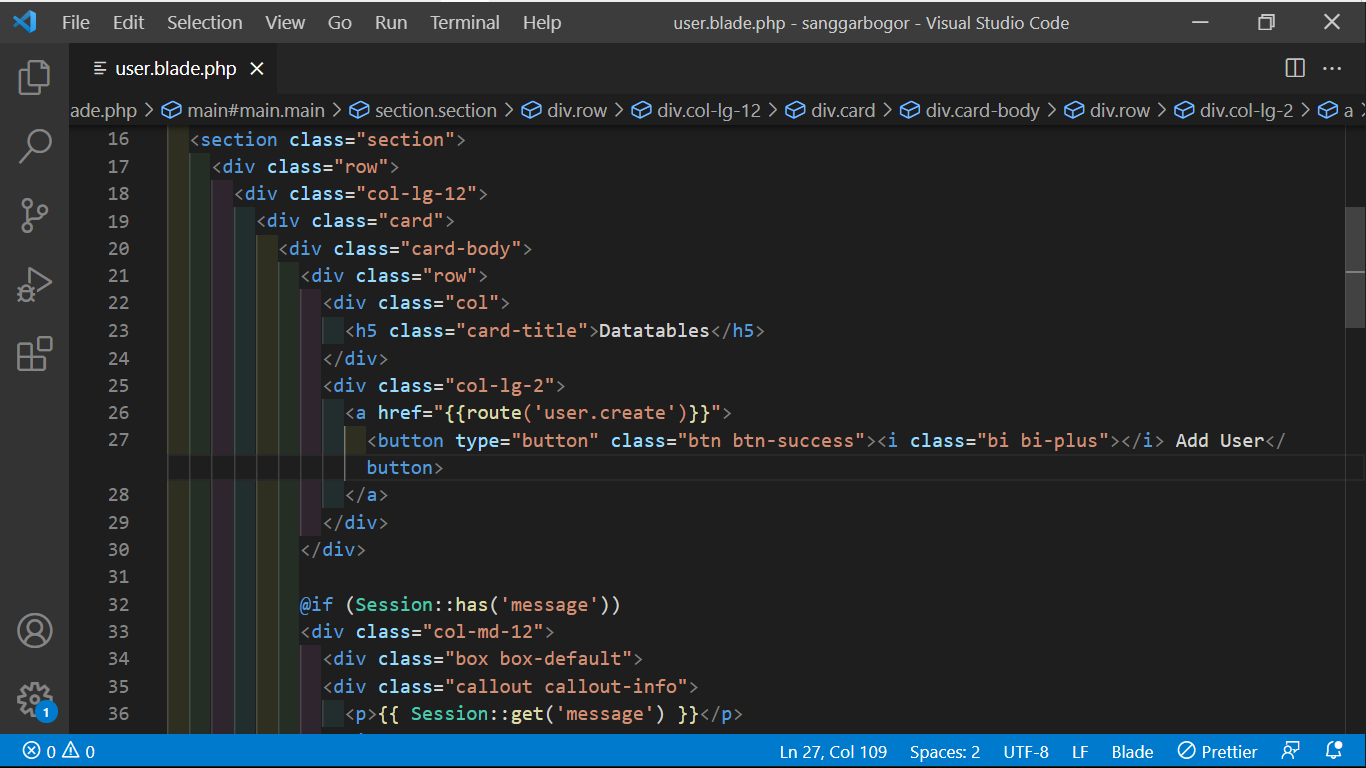 File Edit Selection View Go Run Terminal Help user.blade.php - sanggarbogor - Visual Studio Code
user.blade.php
ade.php > main#main.main > section.section > div.row > div.col-lg-12 > div.card > div.card-body > div.row > div.col-lg-2 > a >
16 <section class="section">
17 <div class="row">
18 <div class="col-lg-12">
19 <div class="card">
20 <div class="card-body">
21 <div class="row">
22 <div class="col">
23 <h5 class="card-title">Datatables</h5>
24 </div>
25 <div class="col-lg-2">
26 <a href="{{route('user.create')}}">
27 <button type="button" class="btn btn-success"><i class="bi bi-plus"></i> Add User</
button>
28 </a>
29 </div>
30 </div>
31
32 @if (Session::has('message'))
33 <div class="col-md-12">
34 <div class="box box-default">
35 <div class="callout callout-info">
36 <p>{{ Session::get('message') }}</p>
1
0 0 Ln 27, Col 109 Spaces: 2 UTF-8 LF Blade Prettier